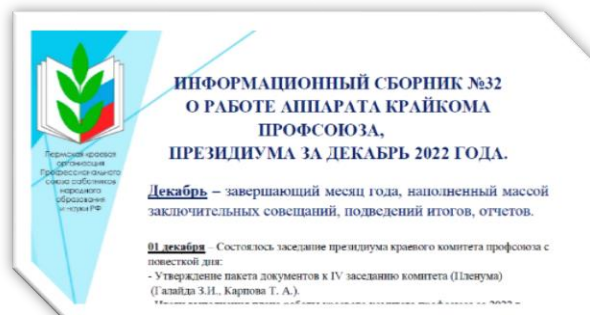 ИНФОРМАЦИОННЫЙ СБОРНИК №32
О РАБОТЕ АППАРАТА КРАЙКОМА
ПРОФСОЮЗА,
ПРЕЗИДИУМА ЗА ДЕКАБРЬ 2022 ГОДА.
Пермская краевая
организация
Профессионального
союза работников
народного
образования
и науки РФ
Декабрь – завершающий месяц года, наполненный массой
заключительных совещаний, подведений итогов, отчетов.
01 декабря – Состоялось заседание президиума краевого комитета профсоюза с
повесткой дня:
- Утверждение пакета документов к IV заседанию комитета (Пленума)
(Галайда З.И., Карпова Т. А.).